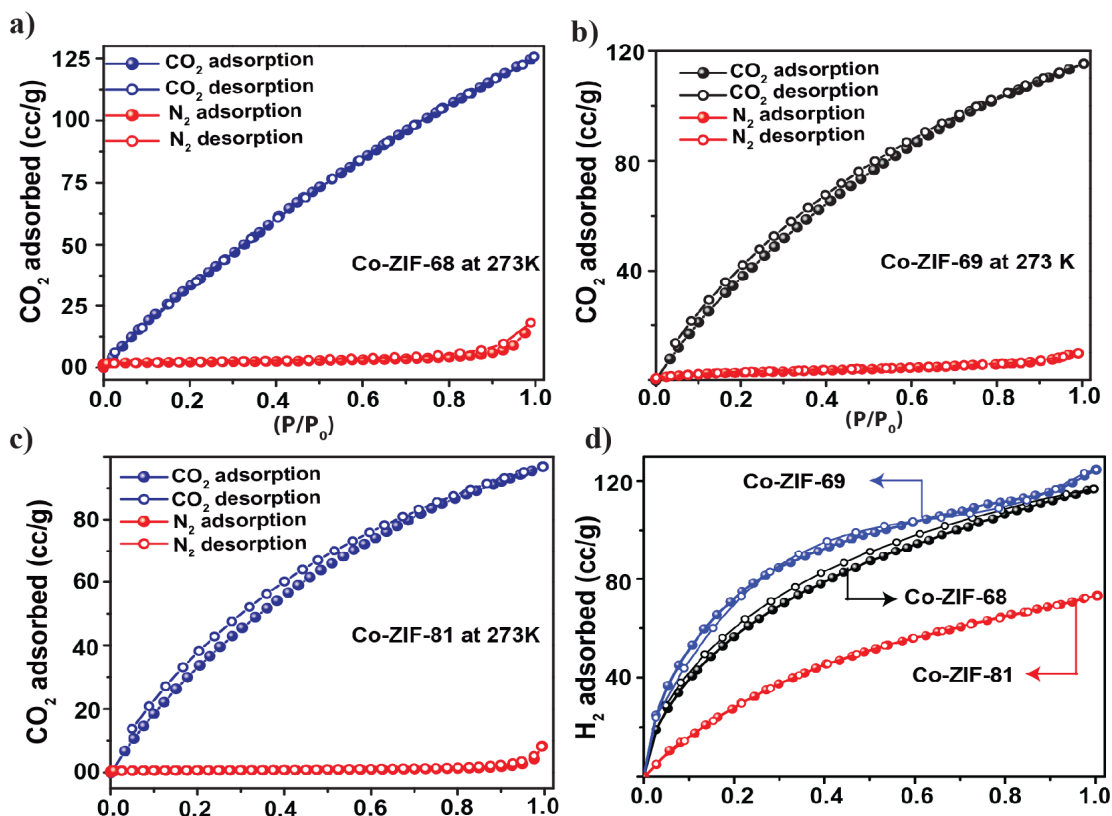 a)
125
100
75
50
25
00
CO₂ adsorbed (cc/g)
CO₂ adsorption
CO₂ desorption
N₂ adsorption
N₂ desorption
Co-ZIF-68 at 273K
0.0 0.2 0.4 0.6 0.8 1.0
(P/P₀)
b)
120
80
40
CO₂ adsorbed (cc/g)
CO₂ adsorption
CO₂ desorption
N₂ adsorption
N₂ desorption
Co-ZIF-69 at 273 K
0.0 0.2 0.4 0.6 0.8 1.0
(P/P₀)
c)
80
60
40
20
00
CO₂ adsorbed (cc/g)
CO₂ adsorption
CO₂ desorption
N₂ adsorption
N₂ desorption
Co-ZIF-81 at 273K
0.0 0.2 0.4 0.6 0.8 1.0
d)
120
80
40
H₂ adsorbed (cc/g)
Co-ZIF-69
Co-ZIF-68
Co-ZIF-81
0.0 0.2 0.4 0.6 0.8 1.0